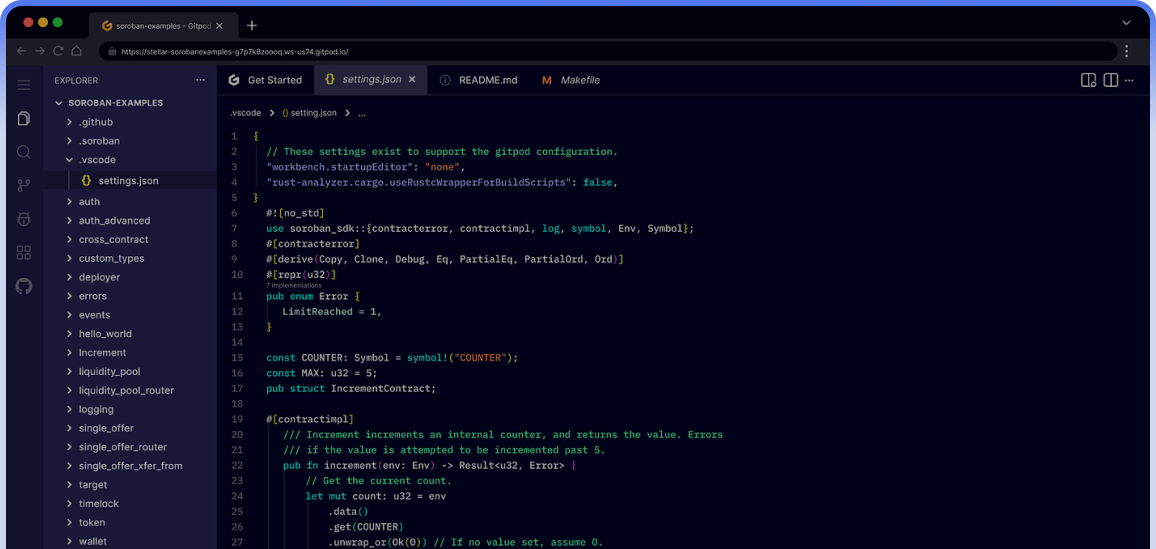 soroban-examples - Gitpod
https://stellar-sorobanexamples-g7p7k8zoooq.ws-us74.gitpod.io/
EXPLORER
SOROBAN-EXAMPLES
.github
.soroban
.vscode
{} settings.json
auth
auth_advanced
cross_contract
custom_types
deployer
errors
events
hello_world
Increment
liquidity_pool
liquidity_pool_router
logging
single_offer
single_offer_router
single_offer_xfer_from
target
timelock
token
wallet
Get Started
{} settings.json
README.md
M Makefile
.vscode > {} setting.json > ...
1 {
2 // These settings exist to support the gitpod configuration.
3 "workbench.startupEditor": "none",
4 "rust-analyzer.cargo.useRustcWrapperForBuildScripts": false,
5 }
6 #![no_std]
7 use soroban_sdk::{contracterror, contractimpl, log, symbol, Env, Symbol};
8 #[contracterror]
9 #[derive(Copy, Clone, Debug, Eq, PartialEq, PartialOrd, Ord)]
10 #[repr(u32)]
7 implementations
11 pub enum Error {
12 LimitReached = 1,
13 }
14
15 const COUNTER: Symbol = symbol!("COUNTER");
16 const MAX: u32 = 5;
17 pub struct IncrementContract;
18
19 #[contractimpl]
20 /// Increment increments an internal counter, and returns the value. Errors
21 /// if the value is attempted to be incremented past 5.
22 pub fn increment(env: Env) -> Result<u32, Error> {
23 // Get the current count.
24 let mut count: u32 = env
25 .data()
26 .get(COUNTER)
27 .unwrap_or(Ok(0)) // If no value set, assume 0.